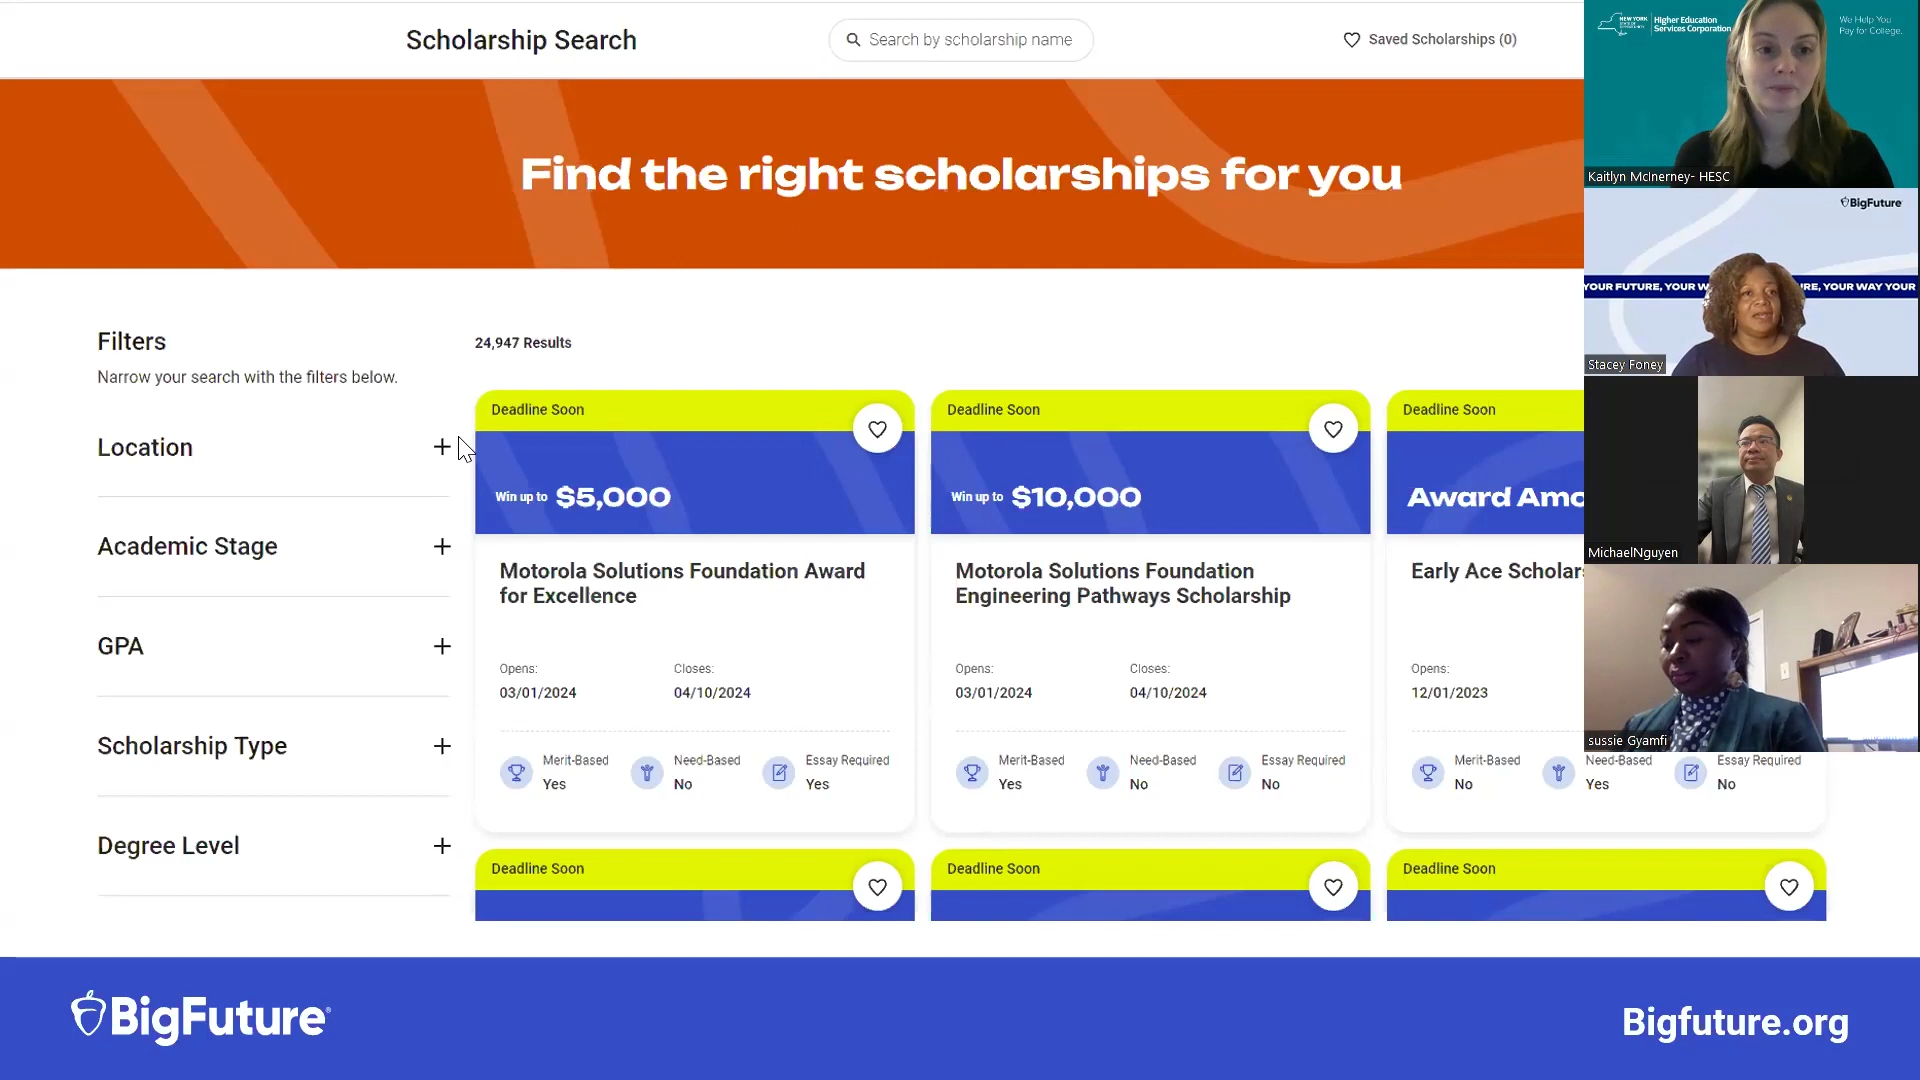 Scholarship Search
Search by scholarship name
Saved Scholarships (0)
Find the right scholarships for you
Filters
Narrow your search with the filters below.
Location
Academic Stage
GPA
Scholarship Type
Degree Level
24,947 Results
Deadline Soon
Win up to $5,000
Motorola Solutions Foundation Award
for Excellence
Opens:
03/01/2024
Closes:
04/10/2024
Merit-Based
Yes
Need-Based
No
Essay Required
Yes
Deadline Soon
Win up to $10,000
Motorola Solutions Foundation
Engineering Pathways Scholarship
Opens:
03/01/2024
Closes:
04/10/2024
Merit-Based
Yes
Need-Based
No
Essay Required
No
Deadline Soon
Award Amo
Early Ace Scholars
Opens:
12/01/2023
Merit-Based
No
Need-Based
Yes
Essay Required
No
Deadline Soon
Deadline Soon
Deadline Soon
NEW YORK
Higher Education
Services Corporation
We Help You
Pay for College.
Kaitlyn McInerney- HESC
BigFuture
YOUR FUTURE, YOUR W
RE, YOUR WAY YOUR
Stacey Foney
MichaelNguyen
sussie Gyamfi
BigFuture®
Bigfuture.org